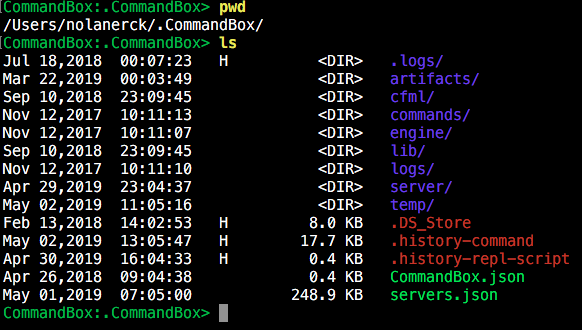 CommandBox:.CommandBox> pwd
/Users/nolanerck/.CommandBox/
CommandBox:.CommandBox> ls
Jul 18,2018 00:07:23 H <DIR> .logs/
Mar 22,2019 00:03:49 <DIR> artifacts/
Sep 10,2018 23:09:45 <DIR> cfml/
Nov 12,2017 10:11:13 <DIR> commands/
Nov 12,2017 10:11:07 <DIR> engine/
Sep 10,2018 23:09:45 <DIR> lib/
Nov 12,2017 10:11:10 <DIR> logs/
Apr 29,2019 23:04:37 <DIR> server/
May 02,2019 11:05:16 <DIR> temp/
Feb 13,2018 14:02:53 H 8.0 KB .DS_Store
May 02,2019 13:05:47 H 17.7 KB .history-command
Apr 30,2019 16:04:33 H 0.4 KB .history-repl-script
Apr 26,2018 09:04:38 0.4 KB CommandBox.json
May 01,2019 07:05:00 248.9 KB servers.json
CommandBox:.CommandBox>